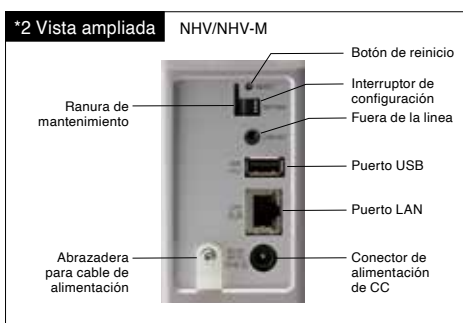 *2 Vista ampliada
NHV/NHV-M
Botón de reinicio
Interruptor de
configuración
Ranura de
mantenimiento
Fuera de la linea
Puerto USB
Puerto LAN
Abrazadera
para cable de
alimentación
Conector de
alimentación
de CC